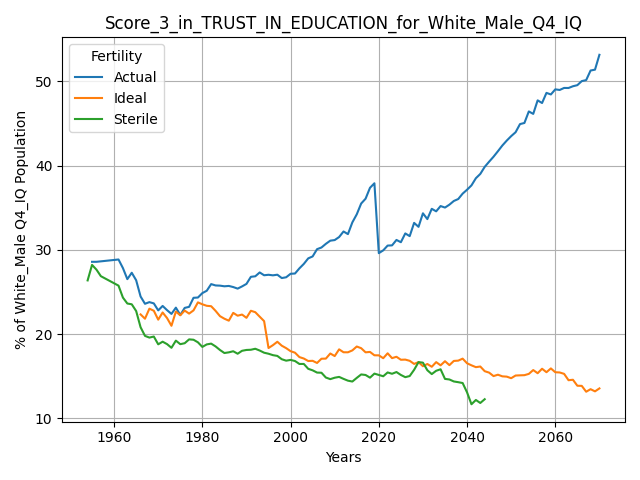 Score_3_in_TRUST_IN_EDUCATION_for_White_Male_Q4_IQ
Fertility
Actual
Ideal
Sterile
% of White_Male Q4_IQ Population
50
40
30
20
10
1960 1980 2000 2020 2040 2060
Years